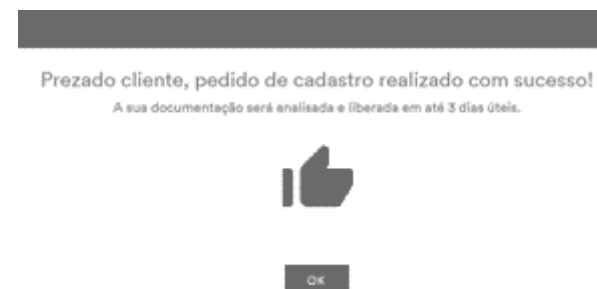 Prezado cliente, pedido de cadastro realizado com sucesso!
A sua documentação será analisada e liberada em até 3 dias úteis.
OK